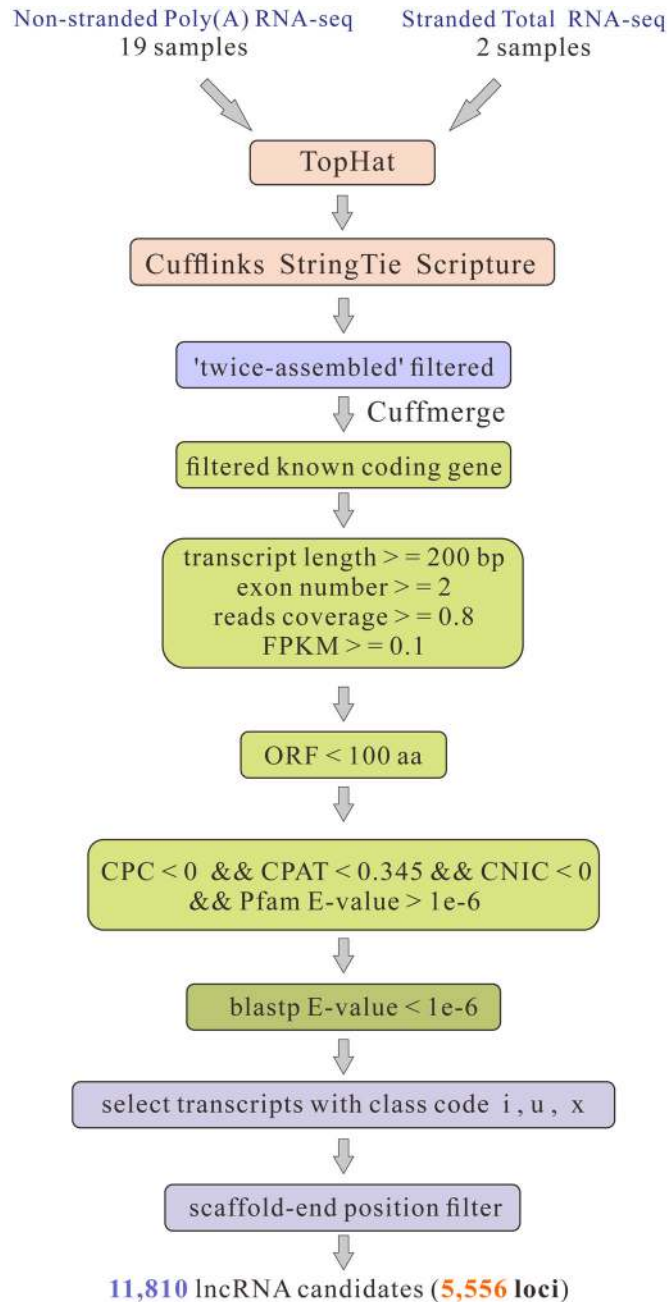 Non-stranded Poly(A) RNA-seq
19 samples
Stranded Total RNA-seq
2 samples
TopHat
Cufflinks StringTie Scripture
'twice-assembled' filtered
Cuffmerge
filtered known coding gene
transcript length > = 200 bp
exon number > = 2
reads coverage > = 0.8
FPKM > = 0.1
ORF < 100 aa
CPC < 0 && CPAT < 0.345 && CNIC < 0
&& Pfam E-value > 1e-6
blastp E-value < 1e-6
select transcripts with class code i , u , x
scaffold-end position filter
11,810 lncRNA candidates (5,556 loci)